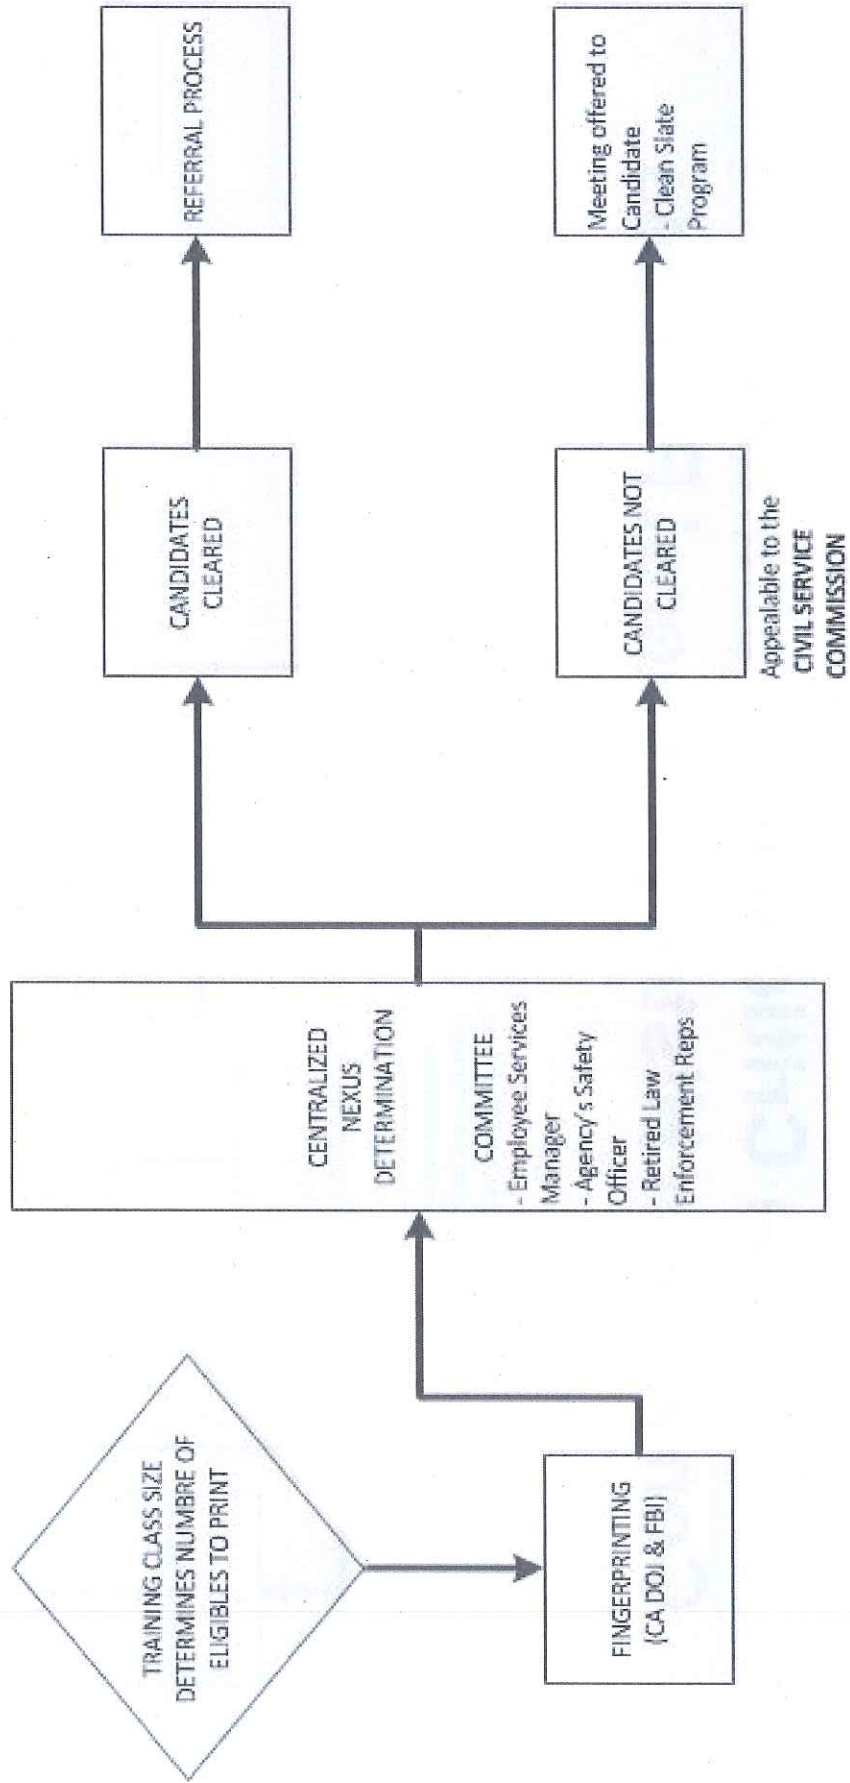 TRAINING CLASS SIZE
DETERMINES NUMBRE OF
ELIGIBLES TO PRINT
FINGERPRINTING
(CA DOJ & FBI)
CENTRALIZED
NEXUS
DETERMINATION
COMMITTEE
- Employee Services
Manager
- Agency's Safety
Officer
- Retired Law
Enforcement Reps
CANDIDATES
CLEARED
REFERRAL PROCESS
CANDIDATES NOT
CLEARED
Appealable to the
CIVIL SERVICE
COMMISSION
Meeting offered to
Candidate
- Clean Slate
Program